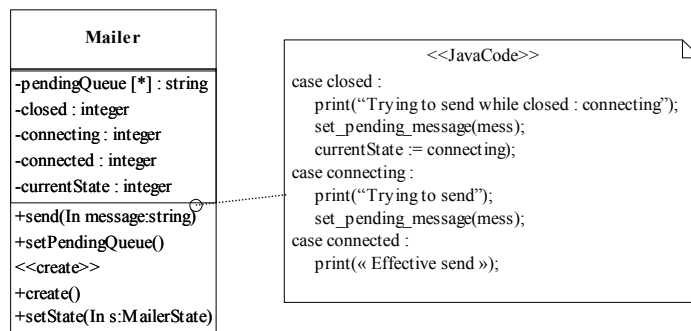 Mailer
-pendingQueue [*] : string
-closed : integer
-connecting : integer
-connected : integer
-currentState : integer
+send(In message:string)
+setPendingQueue()
<<create>>
+create()
+setState(In s:MailerState)
<<JavaCode>>
case closed :
print(“Trying to send while closed : connecting”);
set_pending_message(mess);
currentState := connecting);
case connecting :
print(“Trying to send”);
set_pending_message(mess);
case connected :
print(« Effective send »);